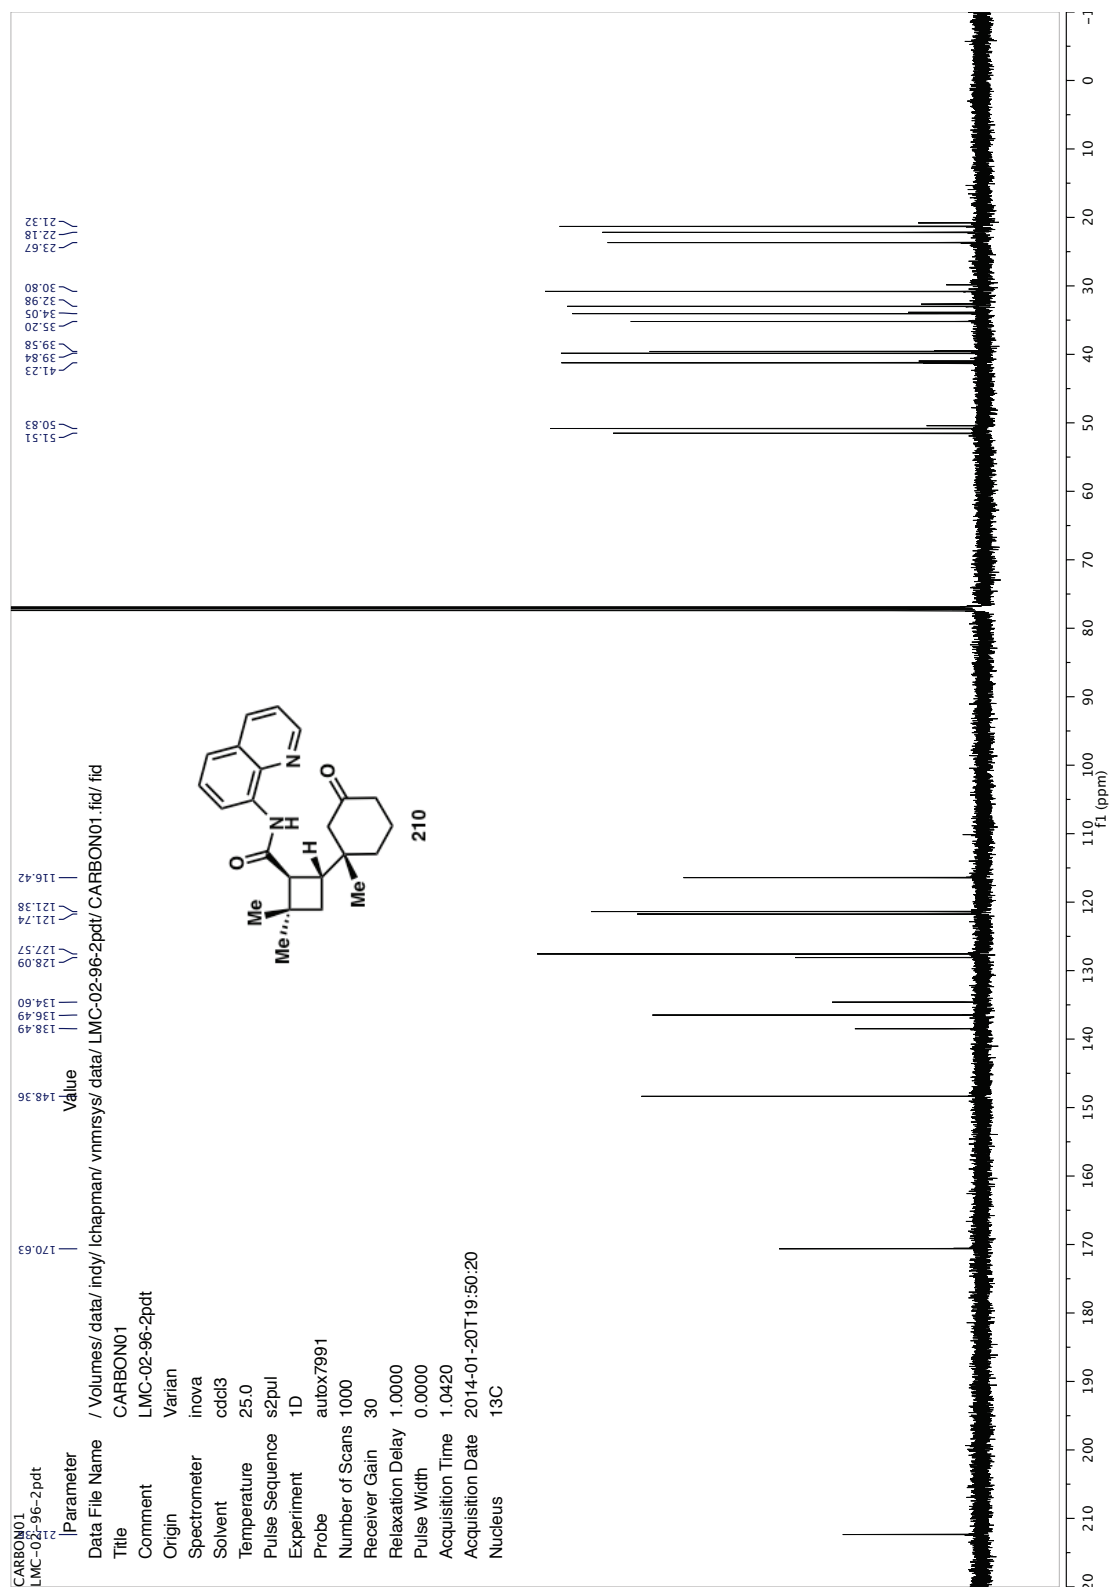 CARBON01
LMC-02-96-2pdt
Parameter Value
Data File Name / Volumes/ data/ indy/ lchapman/ vnmrsys/ data/ LMC-02-96-2pdt/ CARBON01.fid/ fid
Title CARBON01
Comment LMC-02-96-2pdt
Origin Varian
Spectrometer inova
Solvent cdcl3
Temperature 25.0
Pulse Sequence s2pul
Experiment 1D
Probe autox7991
Number of Scans 1000
Receiver Gain 30
Relaxation Delay 1.0000
Pulse Width 0.0000
Acquisition Time 1.0420
Acquisition Date 2014-01-20T19:50:20
Nucleus 13C
170.63
148.36
138.49
136.49
134.60
128.09
127.57
121.74
121.38
116.42
51.51
50.83
41.23
39.84
39.58
35.20
34.05
32.98
30.80
23.67
22.18
21.32
O
N
H
N
Me
Me
H
O
Me
210
20 210 200 190 180 170 160 150 140 130 120 110 100 90 80 70 60 50 40 30 20 10 0 -1
f1 (ppm)